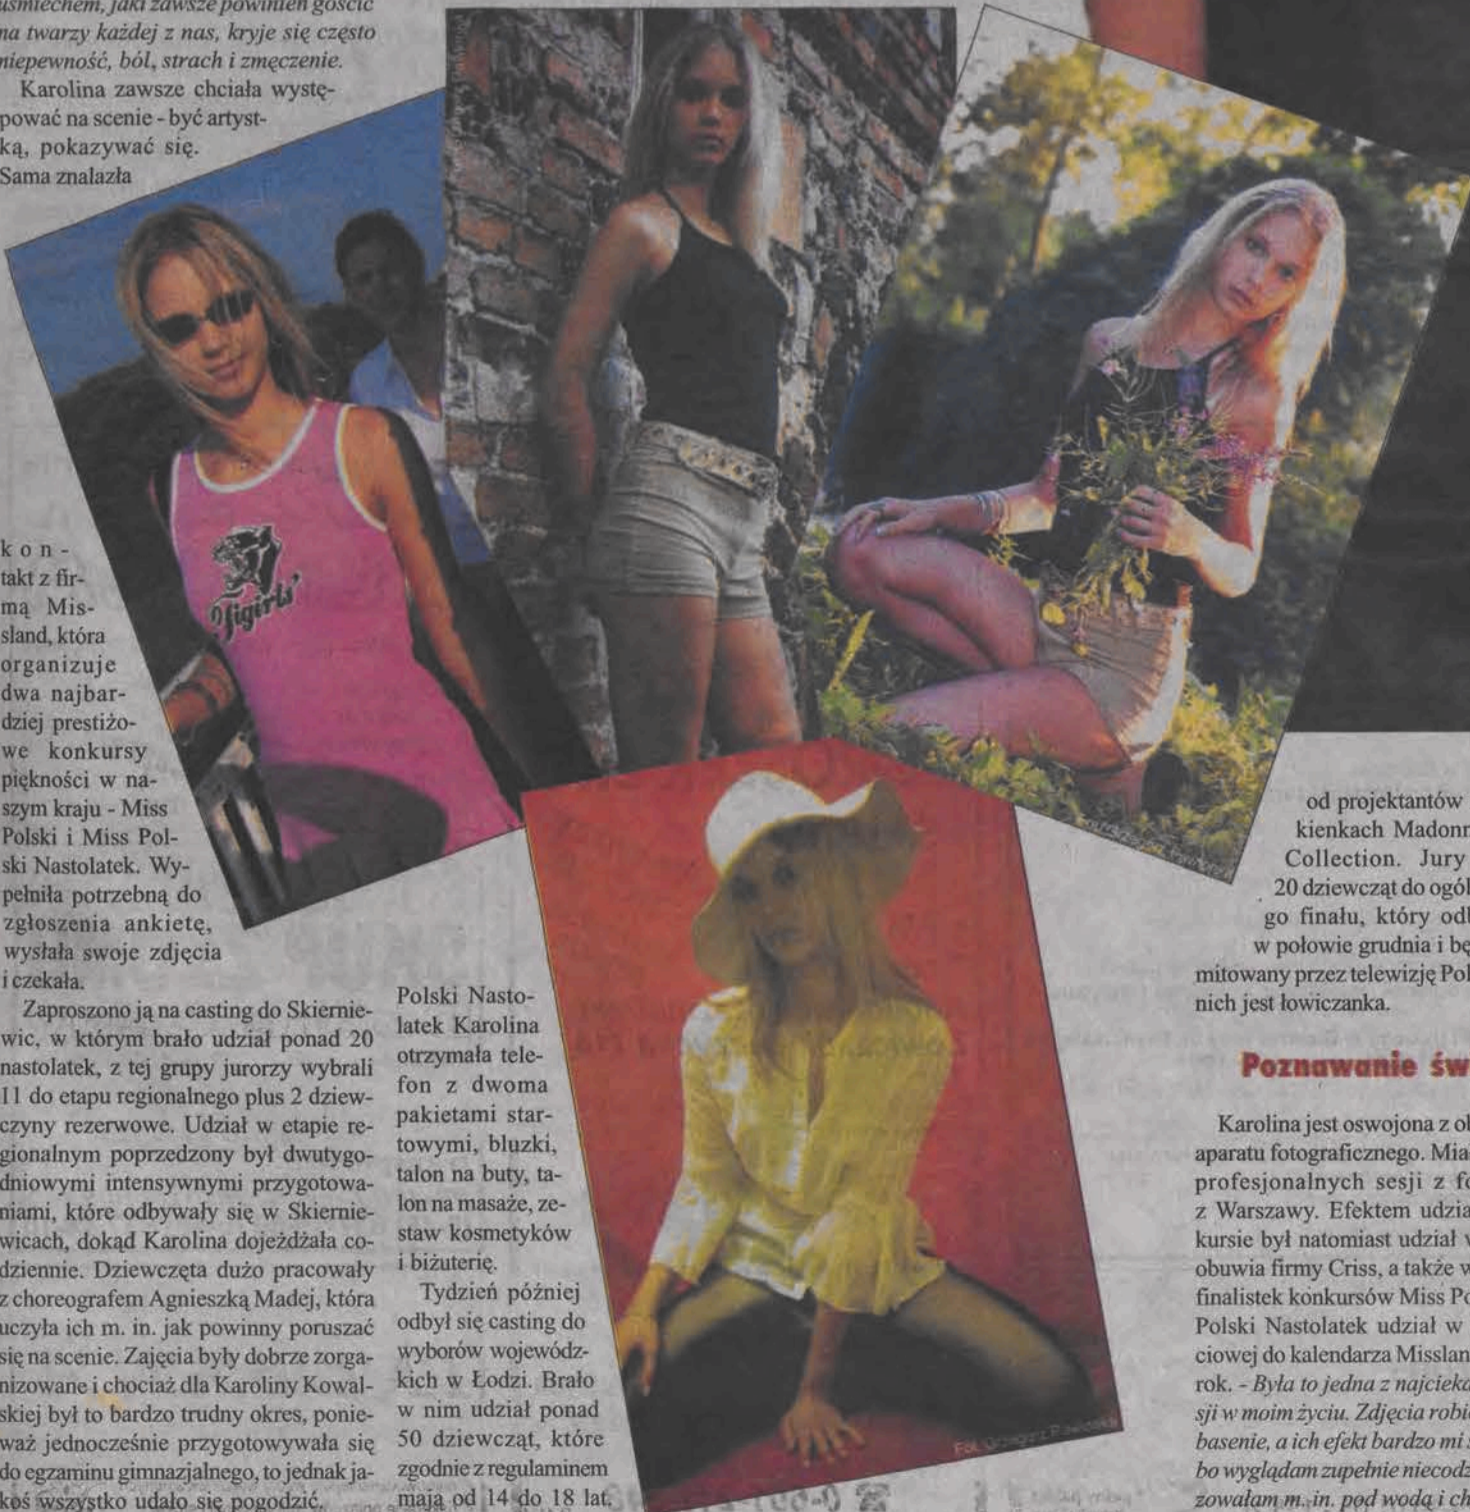 uśmiechem, jaki zawsze powinien gościć
na twarzy każdej z nas, kryje się często
niepewność, ból, strach i zmęczenie.
Karolina zawsze chciała wystę-
pować na scenie - być artyst-
ką, pokazywać się.
Sama znalazła
kon-
takt z fir-
mą Mis-
sland, która
organizuje
dwa najbar-
dziej prestiżo-
we konkursy
piękności w na-
szym kraju - Miss
Polski i Miss Pol-
ski Nastolatek. Wy-
pełniła potrzebną do
zgłoszenia ankietę,
wysłała swoje zdjęcia
i czekała.
Zaproszono ją na casting do Skiernie-
wic, w którym brało udział ponad 20
nastolatek, z tej grupy jurorzy wybrali
11 do etapu regionalnego plus 2 dziew-
czyny rezerwowe. Udział w etapie re-
gionalnym poprzedzony był dwutygo-
dniowymi intensywnymi przygotowa-
niami, które odbywały się w Skiernie-
wicach, dokąd Karolina dojeżdżała co-
dziennie. Dziewczęta dużo pracowały
z choreografem Agnieszką Madej, która
uczyła ich m. in. jak powinny poruszać
się na scenie. Zajęcia były dobrze zorga-
nizowane i chociaż dla Karoliny Kowal-
skiej był to bardzo trudny okres, ponie-
waż jednocześnie przygotowywała się
do egzaminu gimnazjalnego, to jednak ja-
koś wszystko udało się pogodzić.
Polski Nasto-
latek Karolina
otrzymała tele-
fon z dwoma
pakietami star-
towymi, bluzki,
talon na buty, ta-
lon na masaże, ze-
staw kosmetyków
i biżuterię.
Tydzień później
odbył się casting do
wyborów wojewódz-
kich w Łodzi. Brało
w nim udział ponad
50 dziewcząt, które
zgodnie z regulaminem
mają od 14 do 18 lat.
Tigirls'
Fot. Grzegorz
od projektantów
kienkach Madonn
Collection. Jury
20 dziewcząt do ogól
go finału, który odb
w połowie grudnia i bę
mitowany przez telewizję Pol
nich jest łowiczanka.
Poznawanie św
Karolina jest oswojona z ob
aparatu fotograficznego. Mia
profesjonalnych sesji z fo
z Warszawy. Efektem udzia
kursie był natomiast udział w
obuwia firmy Criss, a także w
finalistek konkursów Miss Po
Polski Nastolatek udział w
ciowej do kalendarza Misslan
rok. - Była to jedna z najcieka
sji w moim życiu. Zdjęcia robio
basenie, a ich efekt bardzo mi s
bo wyglądam zupełnie niecodz
zowałam m. in. pod wodą i ch